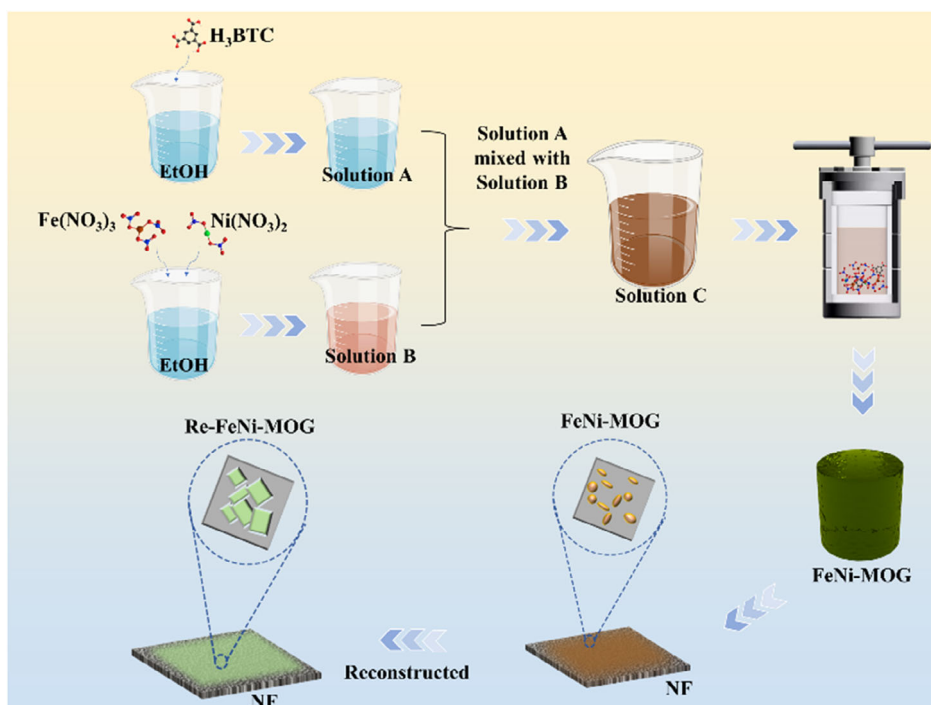 H₃BTC
EtOH
Solution A
Fe(NO₃)₃
Ni(NO₃)₂
EtOH
Solution B
Solution A
mixed with
Solution B
Solution C
Re-FeNi-MOG
FeNi-MOG
FeNi-MOG
Reconstructed
NF
NF